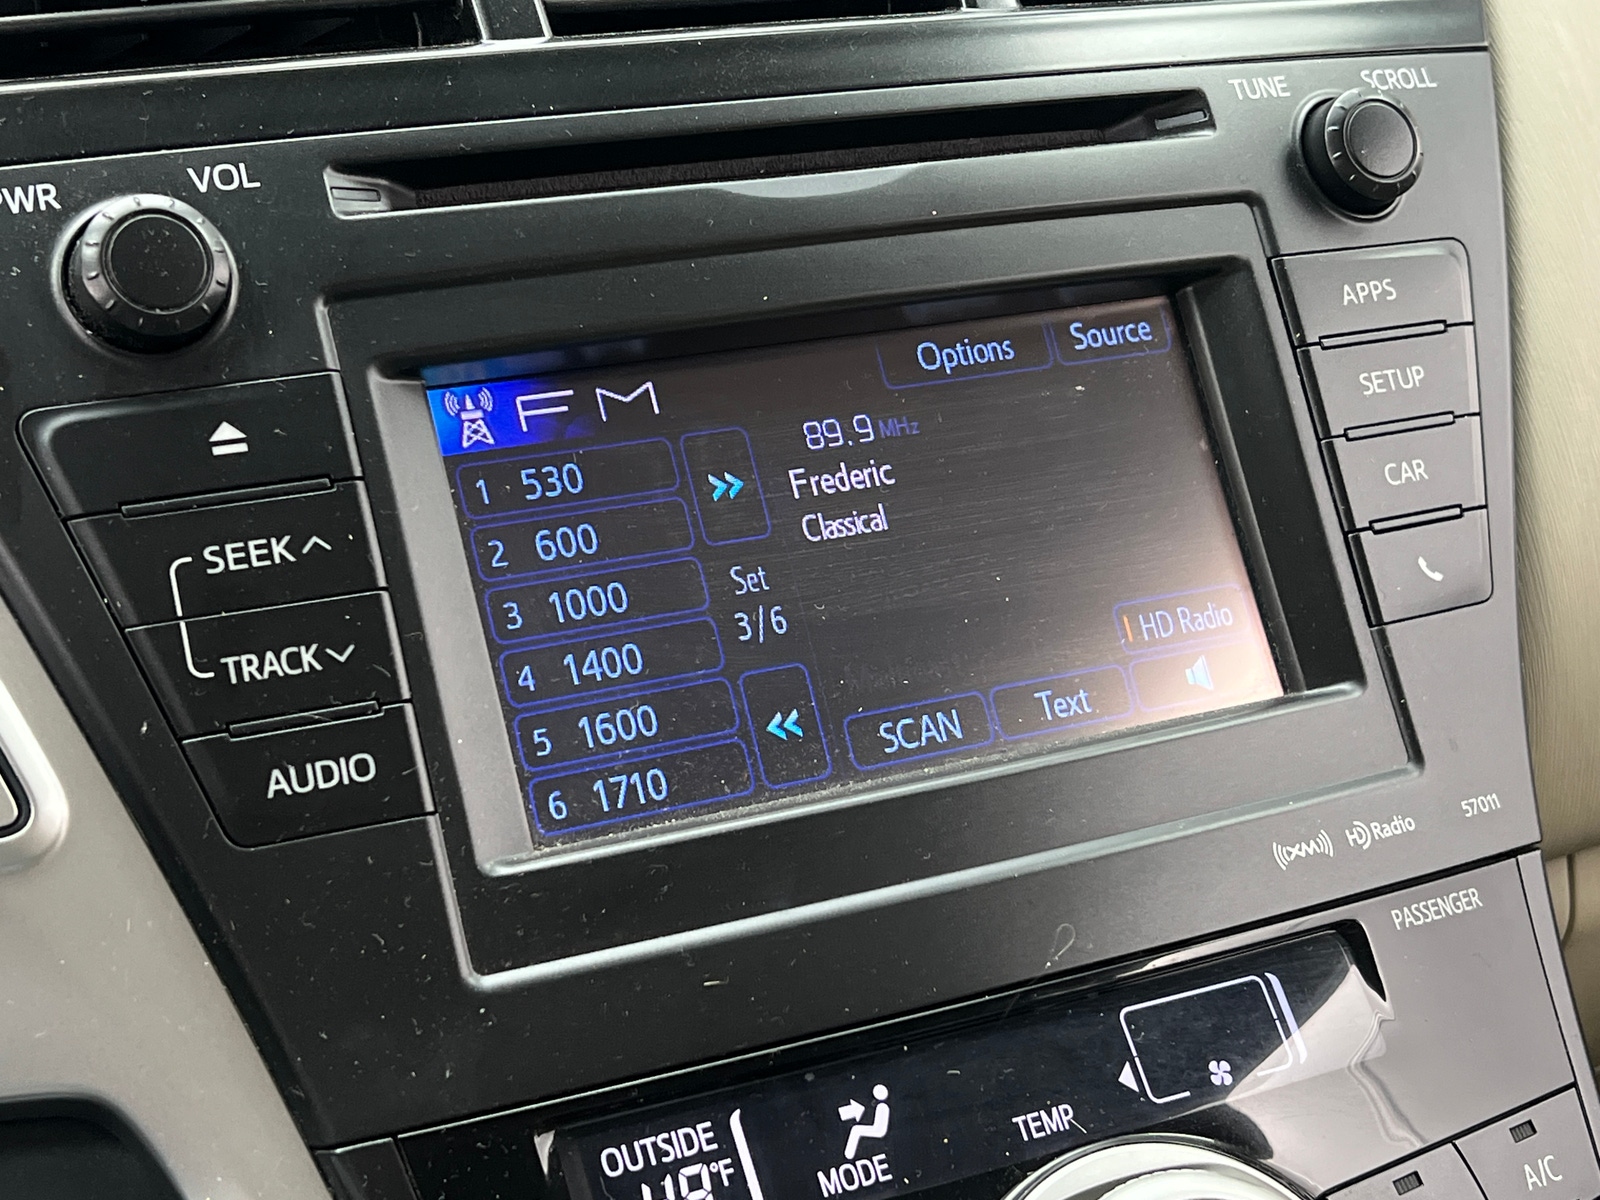 TUNE SCROLL
PWR VOL
APPS
SETUP
CAR
SEEK
TRACK
AUDIO
Options Source
FM
89.9 MHz
Frederic
Classical
1 530
2 600
3 1000
4 1400
5 1600
6 1710
Set
3/6
HD Radio
SCAN Text
57011
((XM)) HD Radio
PASSENGER
OUTSIDE
°F
MODE
TEMP
A/C